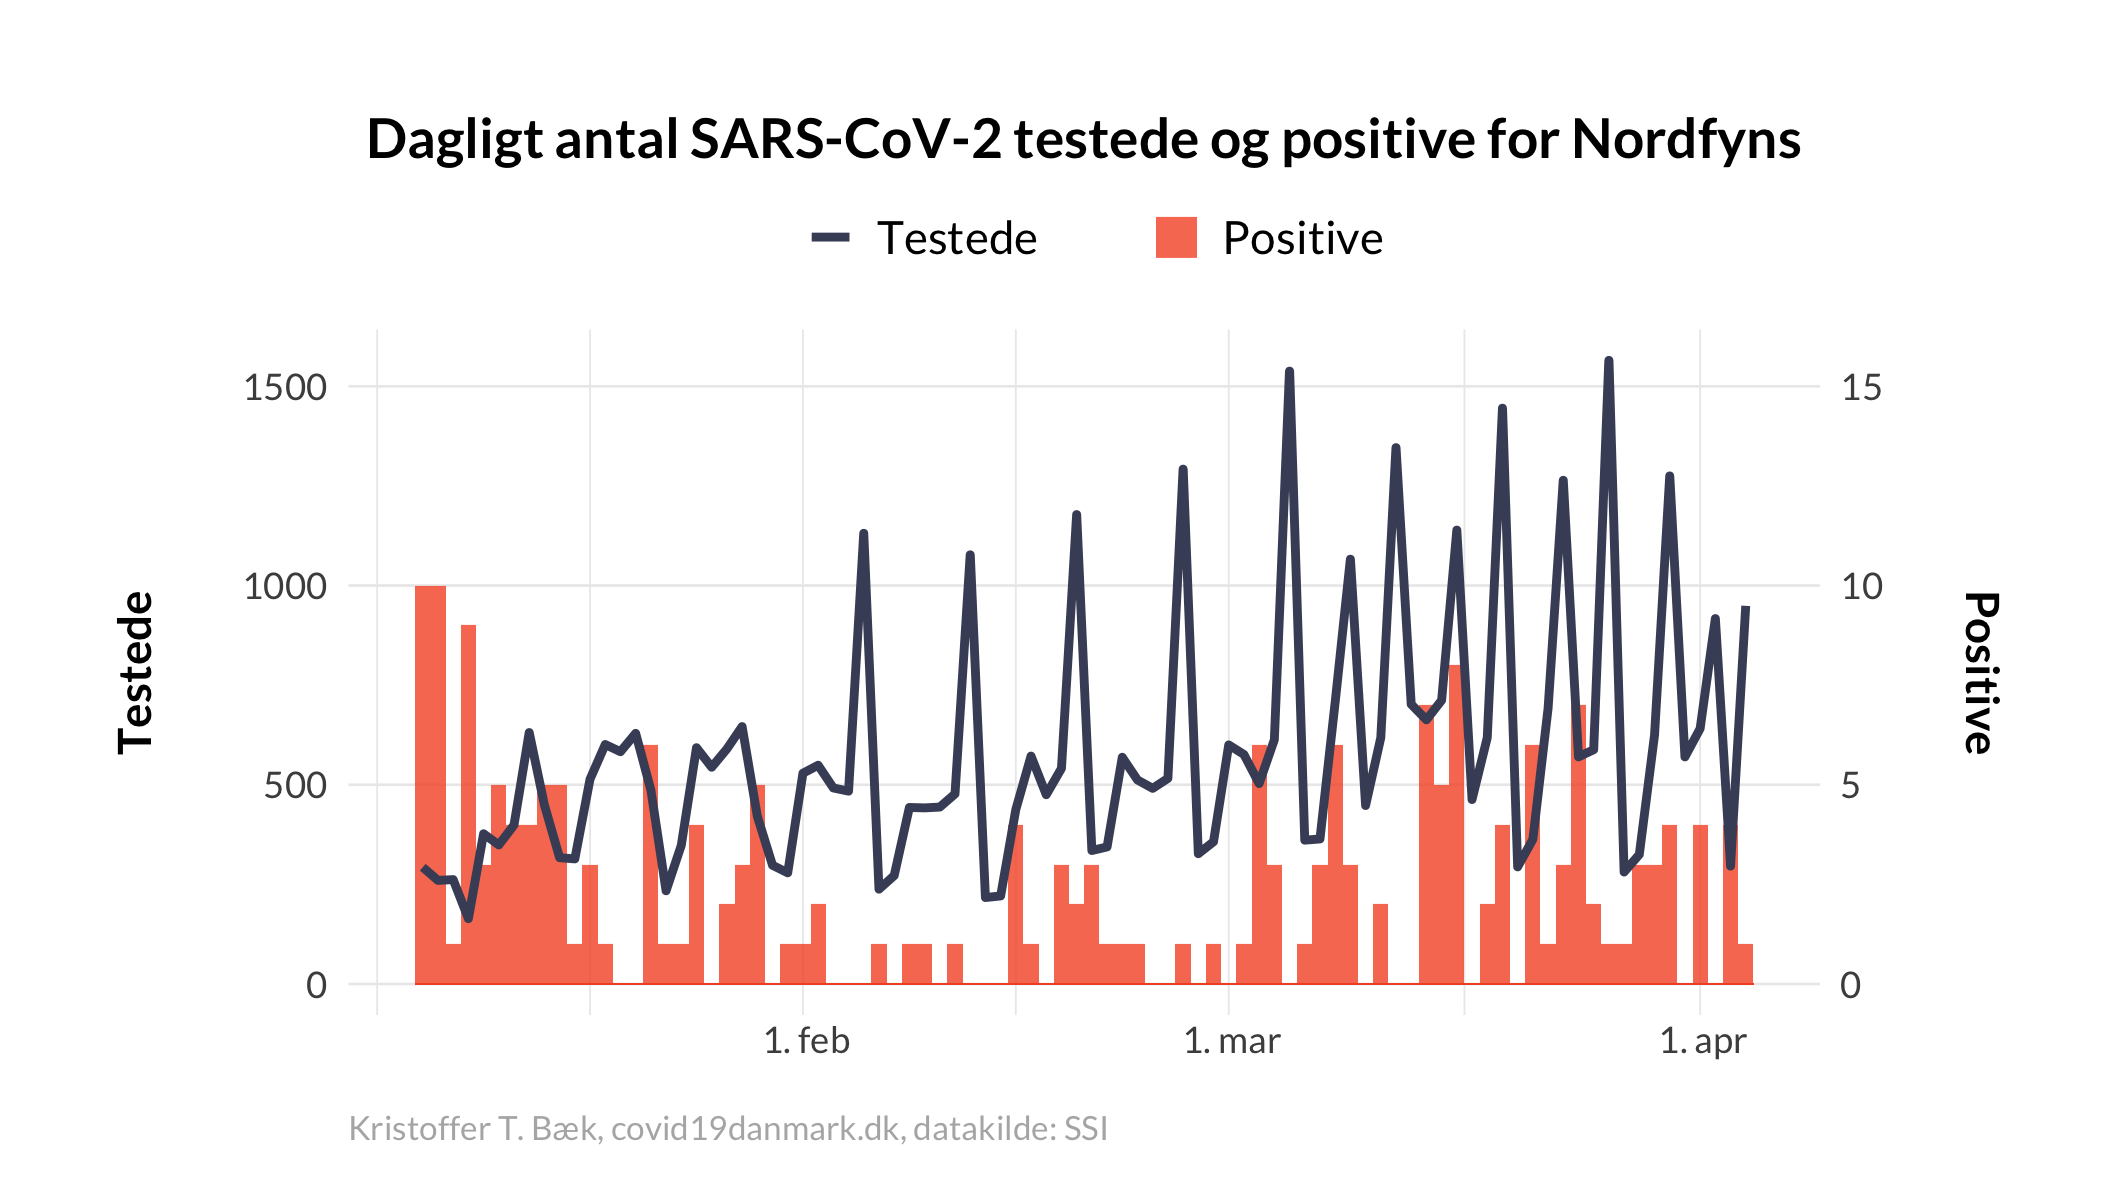 Dagligt antal SARS-CoV-2 testede og positive for Nordfyns
Testede
Positive
1500
1000
500
0
Testede
15
10
5
0
Positive
1. feb
1. mar
1. apr
Kristoffer T. Bæk, covid19danmark.dk, datakilde: SSI